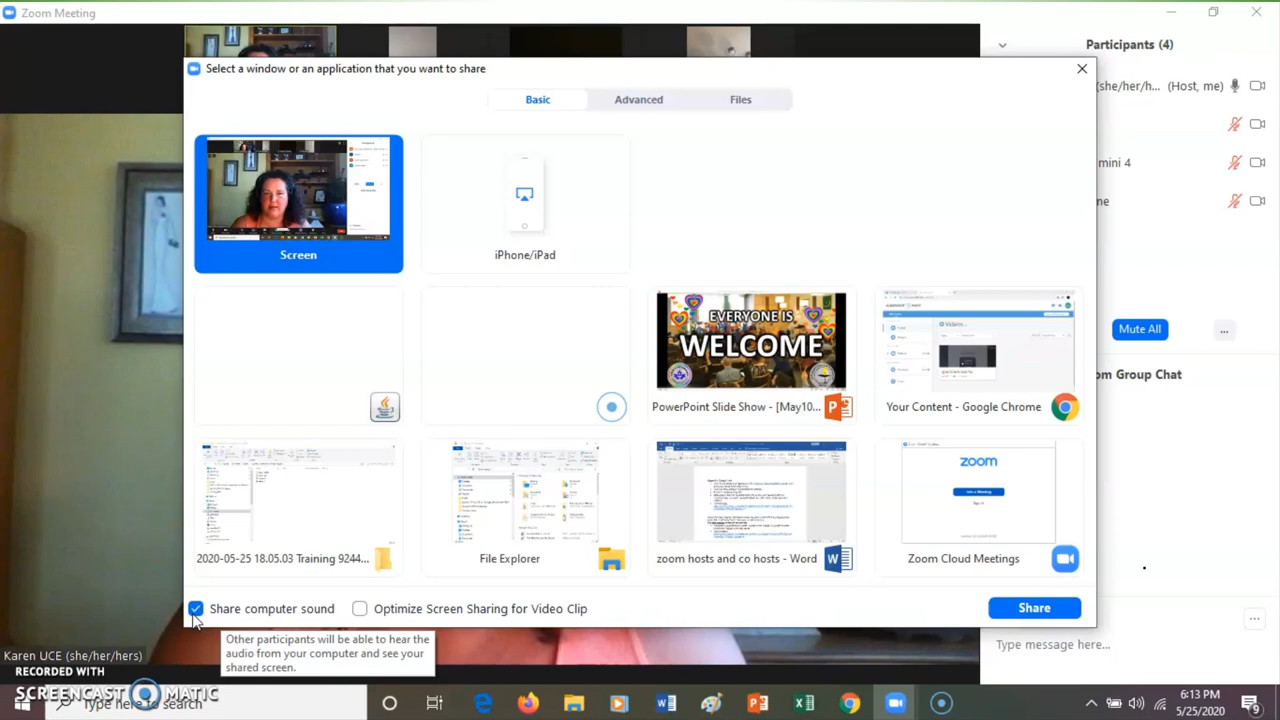 Zoom Meeting
Participants (4)
Select a window or an application that you want to share
Basic
Advanced
Files
(she/her/h... (Host, me)
mini 4
ne
Screen
iPhone/iPad
EVERYONE IS
WELCOME
PowerPoint Slide Show - [May10...
Your Content - Google Chrome
Mute All
...
om Group Chat
2020-05-25 18.05.03 Training 9244...
File Explorer
zoom hosts and co hosts - Word
zoom
Zoom Cloud Meetings
Share computer sound
Optimize Screen Sharing for Video Clip
Share
Other participants will be able to hear the
audio from your computer and see your
shared screen.
Type message here...
Karen UCE (she/her/hers)
RECORDED WITH
SCREENCAST MATIC
Type here to search
6:13 PM
5/25/2020
9